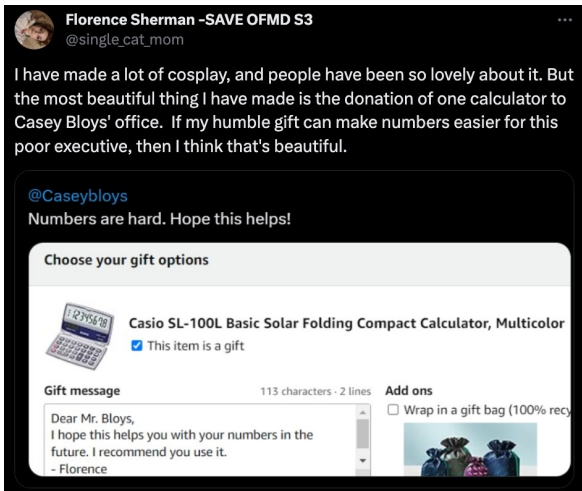 Florence Sherman -SAVE OFMD S3
@single_cat_mom
I have made a lot of cosplay, and people have been so lovely about it. But
the most beautiful thing I have made is the donation of one calculator to
Casey Bloys' office.  If my humble gift can make numbers easier for this
poor executive, then I think that's beautiful.
@Caseybloys
Numbers are hard. Hope this helps!
Choose your gift options
12345678
Casio SL-100L Basic Solar Folding Compact Calculator, Multicolor
This item is a gift
Gift message
113 characters · 2 lines
Add ons
Dear Mr. Bloys,
I hope this helps you with your numbers in the
future. I recommend you use it.
- Florence
Wrap in a gift bag (100% recy